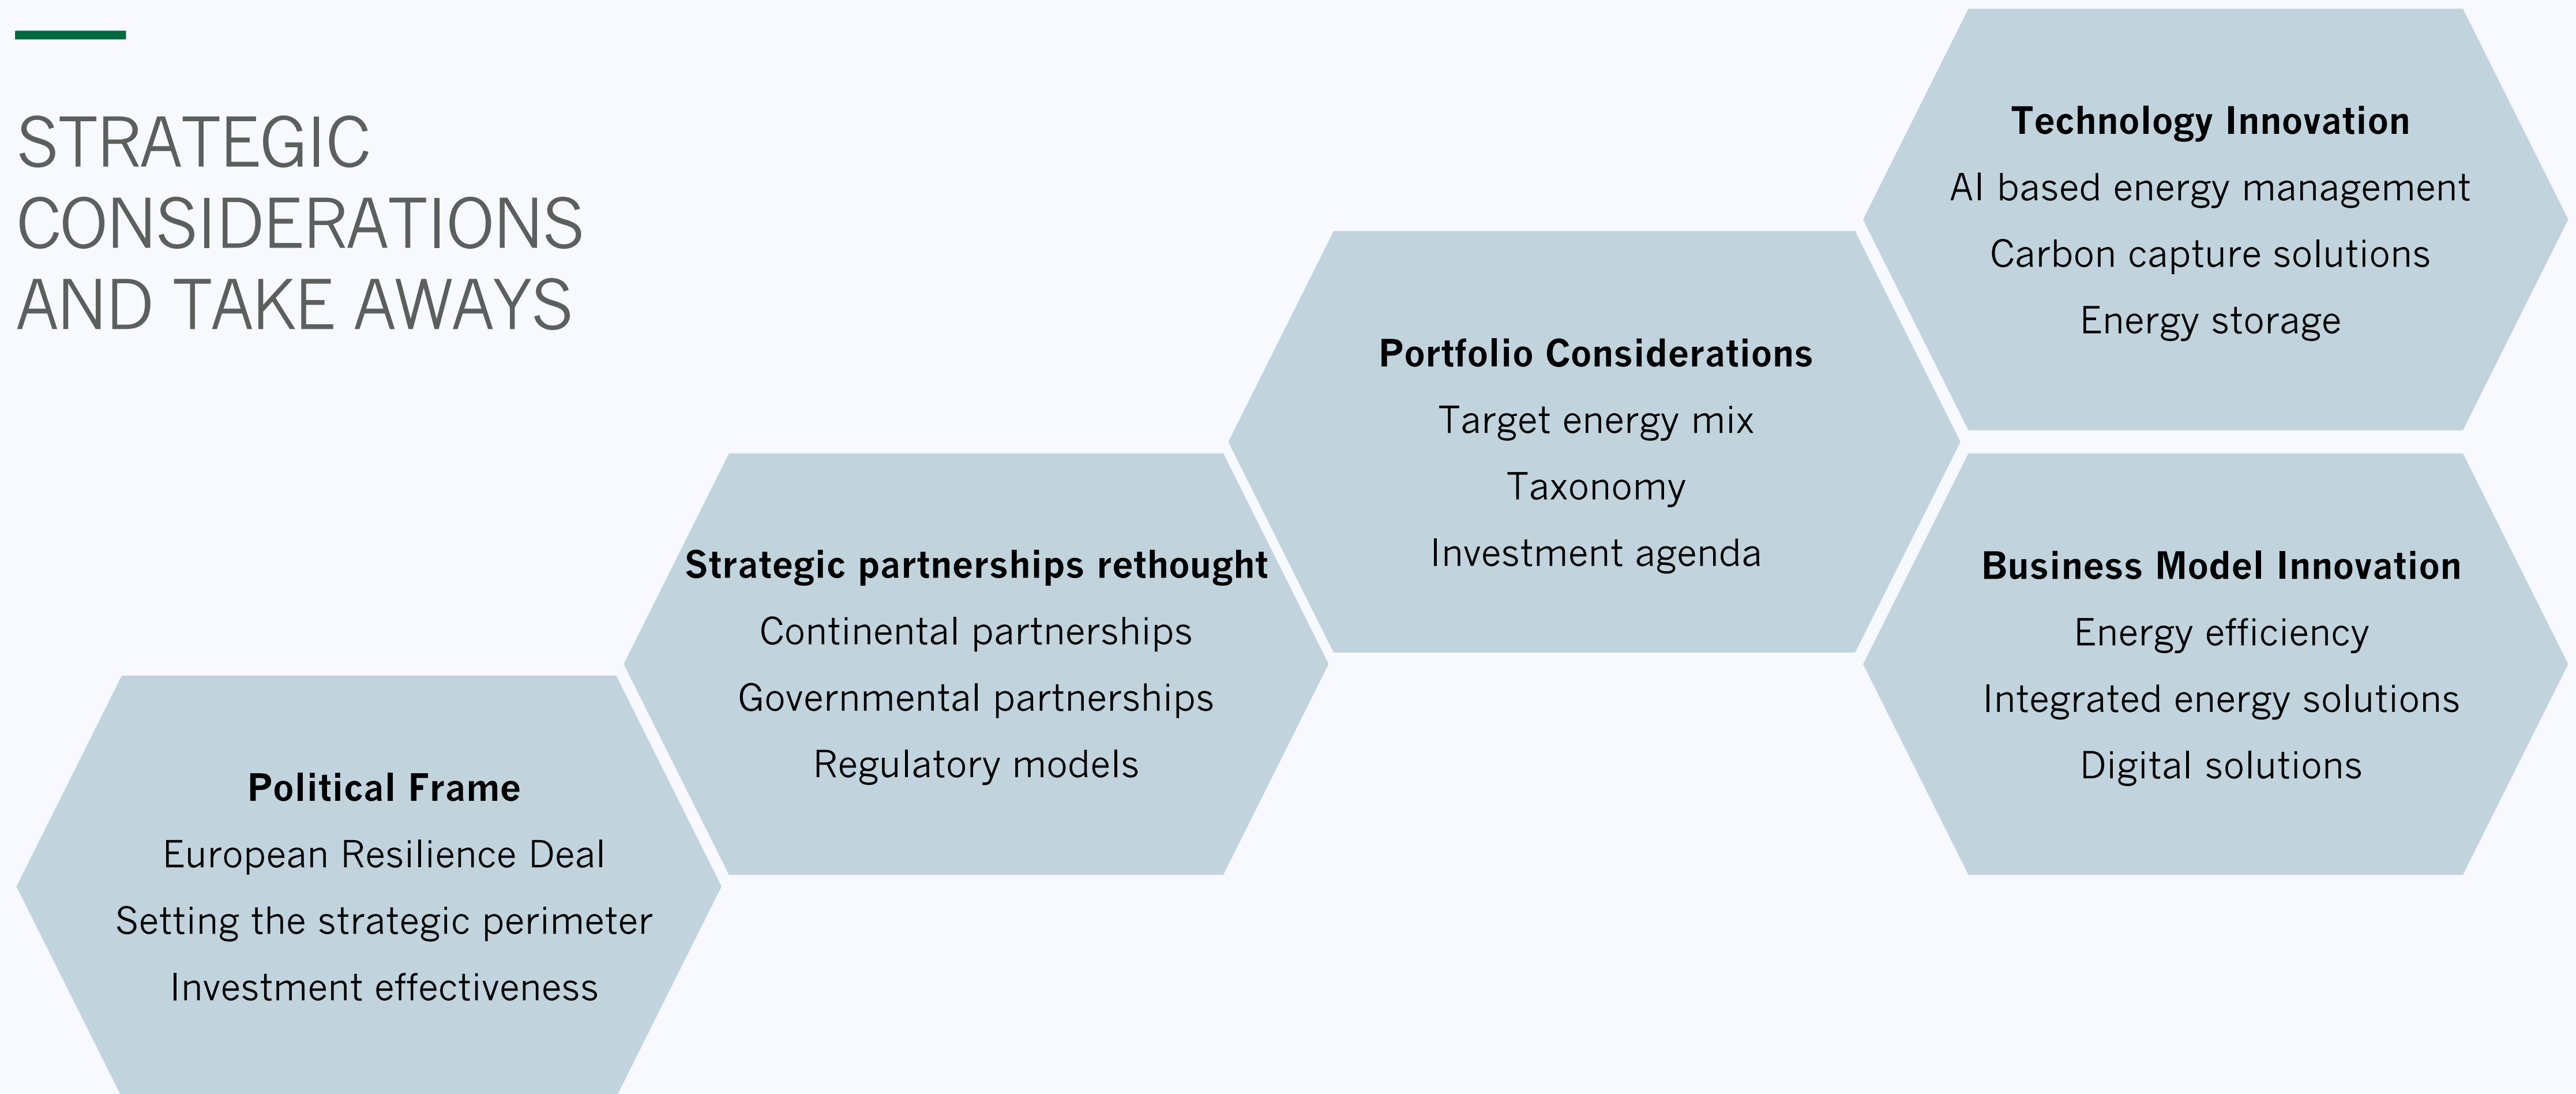 STRATEGIC
CONSIDERATIONS
AND TAKE AWAYS
Political Frame
European Resilience Deal
Setting the strategic perimeter
Investment effectiveness
Strategic partnerships rethought
Continental partnerships
Governmental partnerships
Regulatory models
Portfolio Considerations
Target energy mix
Taxonomy
Investment agenda
Technology Innovation
AI based energy management
Carbon capture solutions
Energy storage
Business Model Innovation
Energy efficiency
Integrated energy solutions
Digital solutions